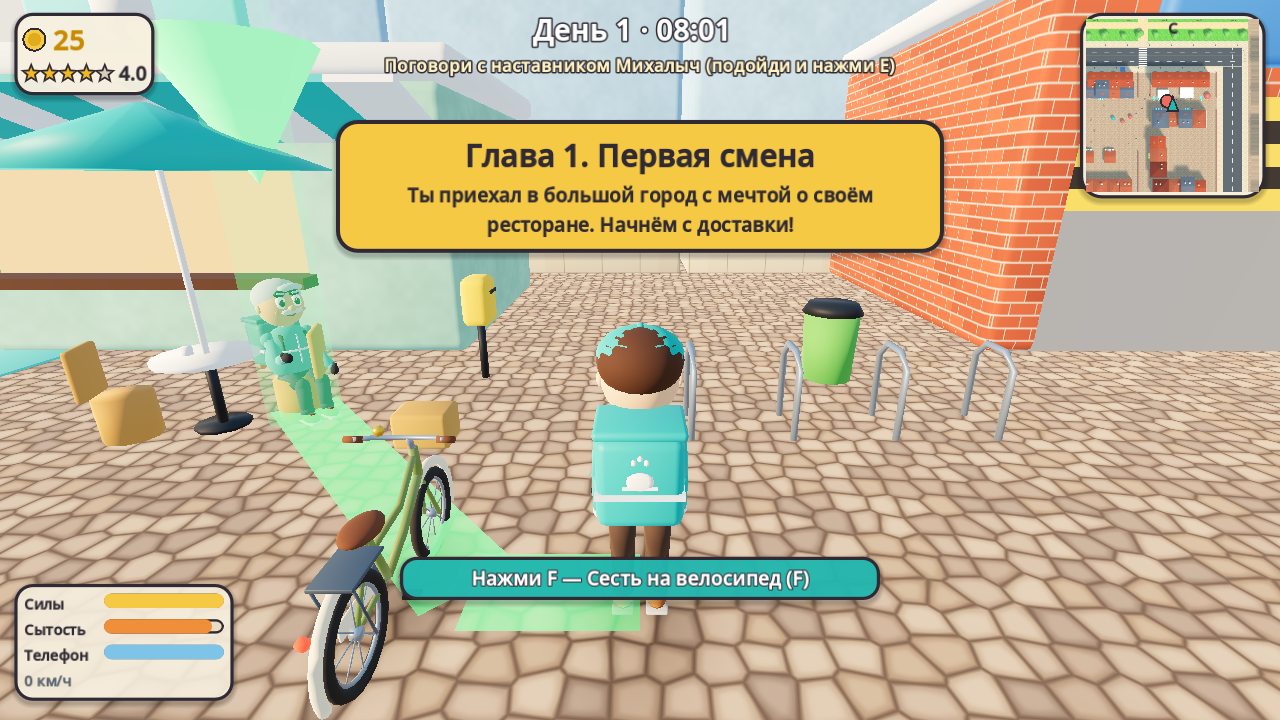 25
4.0
День 1 · 08:01
Поговори с наставником Михалыч (подойди и нажми E)
С
Глава 1. Первая смена
Ты приехал в большой город с мечтой о своём
ресторане. Начнём с доставки!
Нажми F — Сесть на велосипед (F)
Силы
Сытость
Телефон
0 км/ч